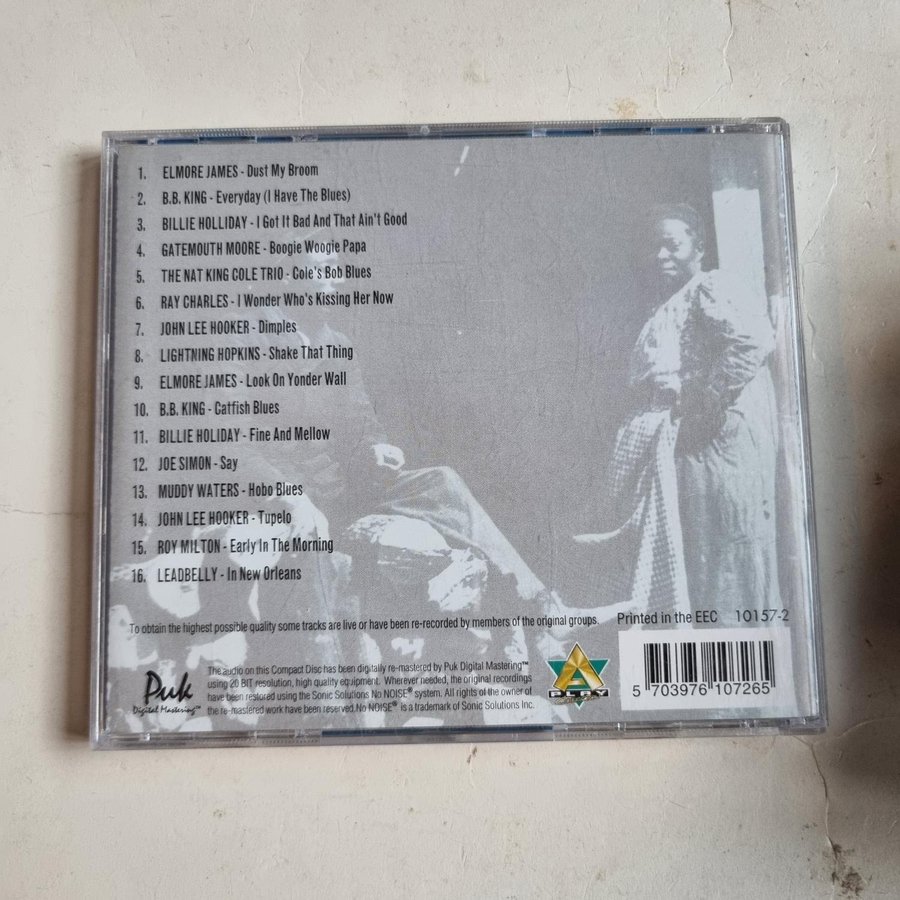 1. ELMORE JAMES - Dust My Broom
2. B.B. KING - Everyday (I Have The Blues)
3. BILLIE HOLLIDAY - I Got It Bad And That Ain't Good
4. GATEMOUTH MOORE - Boogie Woogie Papa
5. THE NAT KING COLE TRIO - Cole's Bob Blues
6. RAY CHARLES - I Wonder Who's Kissing Her Now
7. JOHN LEE HOOKER - Dimples
8. LIGHTNING HOPKINS - Shake That Thing
9. ELMORE JAMES - Look On Yonder Wall
10. B.B. KING - Catfish Blues
11. BILLIE HOLIDAY - Fine And Mellow
12. JOE SIMON - Say
13. MUDDY WATERS - Hobo Blues
14. JOHN LEE HOOKER - Tupelo
15. ROY MILTON - Early In The Morning
16. LEADBELLY - In New Orleans
To obtain the highest possible quality some tracks are live or have been re-recorded by members of the original groups.
Printed in the EEC 10157-2
Puk
Digital Mastering™
The audio on this Compact Disc has been digitally re-mastered by Puk Digital Mastering™
using 20 BIT resolution, high quality equipment. Wherever needed, the original recordings
have been restored using the Sonic Solutions No NOISE® system. All rights of the owner of
the re-mastered work have been reserved. No NOISE® is a trademark of Sonic Solutions Inc.
A
PLAY
5 703976 107265